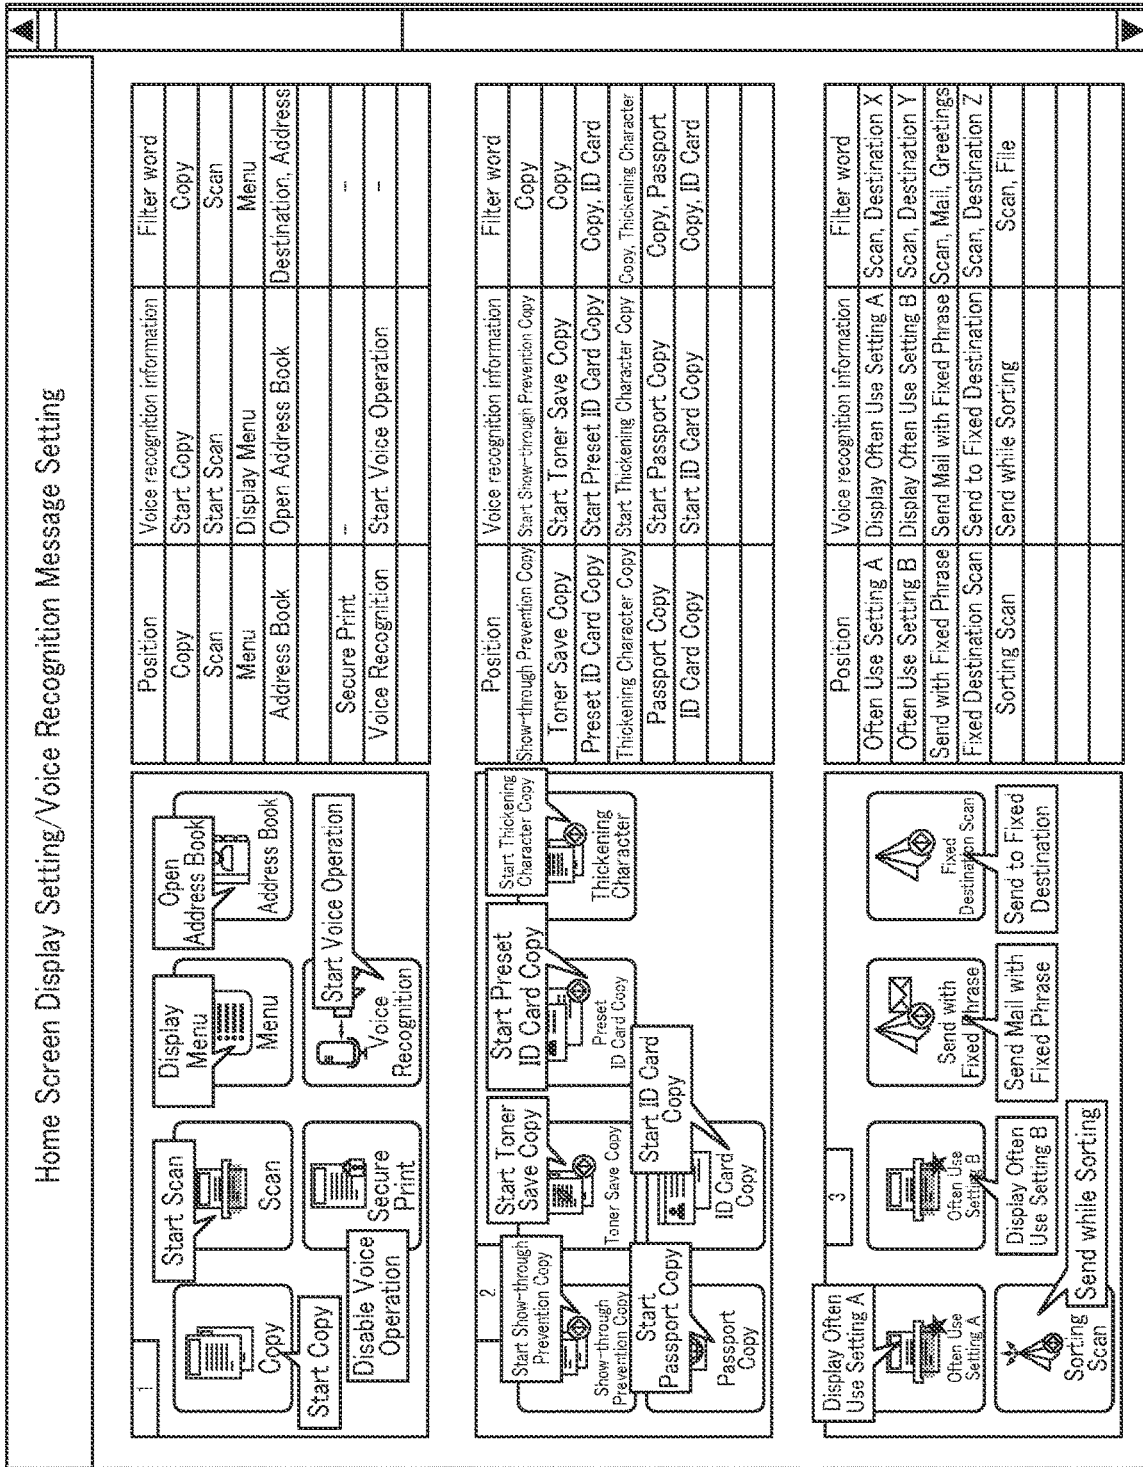 Home Screen Display Setting/Voice Recognition Message Setting
1
Start Scan
Display
Menu
Open
Address Book
Copy
Scan
Menu
Address Book
Start Copy
Disable Voice
Operation
Secure
Print
Start Voice Operation
Voice
Recognition
Position Voice recognition information Filter word
Copy Start Copy Copy
Scan Start Scan Scan
Menu Display Menu Menu
Address Book Open Address Book Destination, Address
Secure Print - -
Voice Recognition Start Voice Operation -
2
Start Show-through
Prevention Copy
Start Toner
Save Copy
Start Preset
ID Card Copy
Start Thickening
Character Copy
Show-through
Prevention Copy
Toner Save Copy
Preset
ID Card Copy
Thickening
Character
Start
Passport Copy
Start ID Card
Copy
Passport
Copy
ID Card
Copy
Position Voice recognition information Filter word
Show-through Prevention Copy Start Show-through Prevention Copy Copy
Toner Save Copy Start Toner Save Copy Copy
Preset ID Card Copy Start Preset ID Card Copy Copy, ID Card
Thickening Character Copy Start Thickening Character Copy Copy, Thickening Character
Passport Copy Start Passport Copy Copy, Passport
ID Card Copy Start ID Card Copy Copy, ID Card
3
Display Often
Use Setting A
Often Use
Setting A
Often Use
Setting B
Send with
Fixed Phrase
Fixed
Destination Scan
Display Often
Use Setting B
Send Mail with
Fixed Phrase
Send to Fixed
Destination
Sorting
Scan
Send while Sorting
Position Voice recognition information Filter word
Often Use Setting A Display Often Use Setting A Scan, Destination X
Often Use Setting B Display Often Use Setting B Scan, Destination Y
Send with Fixed Phrase Send Mail with Fixed Phrase Scan, Mail, Greetings
Fixed Destination Scan Send to Fixed Destination Scan, Destination Z
Sorting Scan Send while Sorting Scan, File